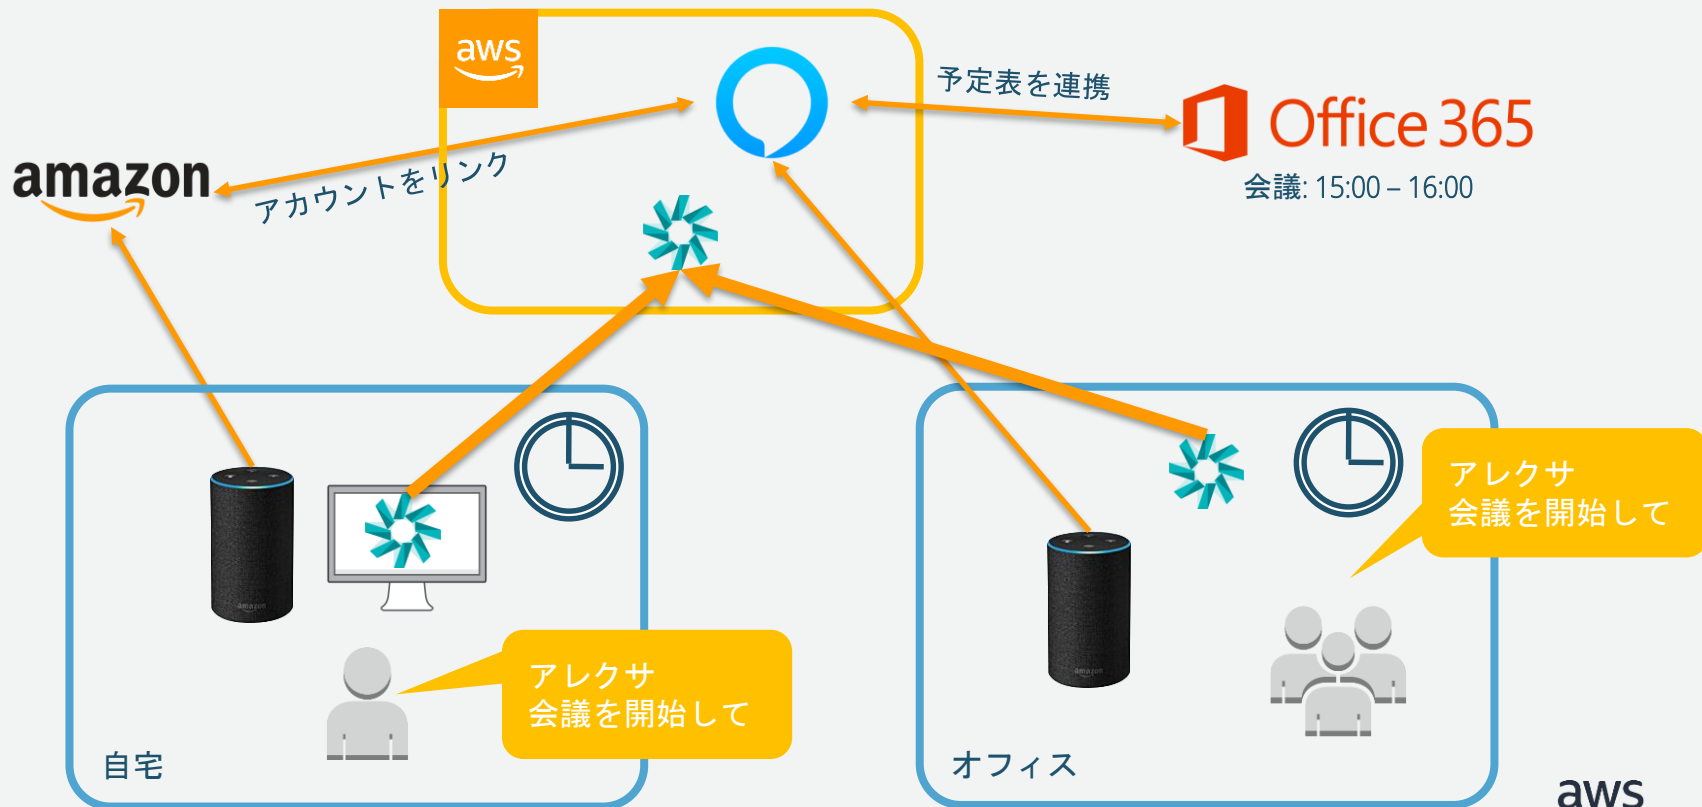 aws
予定表を連携
Office 365
会議: 15:00 – 16:00
amazon
アカウントをリンク
アレクサ
会議を開始して
amazon
amazon
アレクサ
会議を開始して
自宅
オフィス
aws